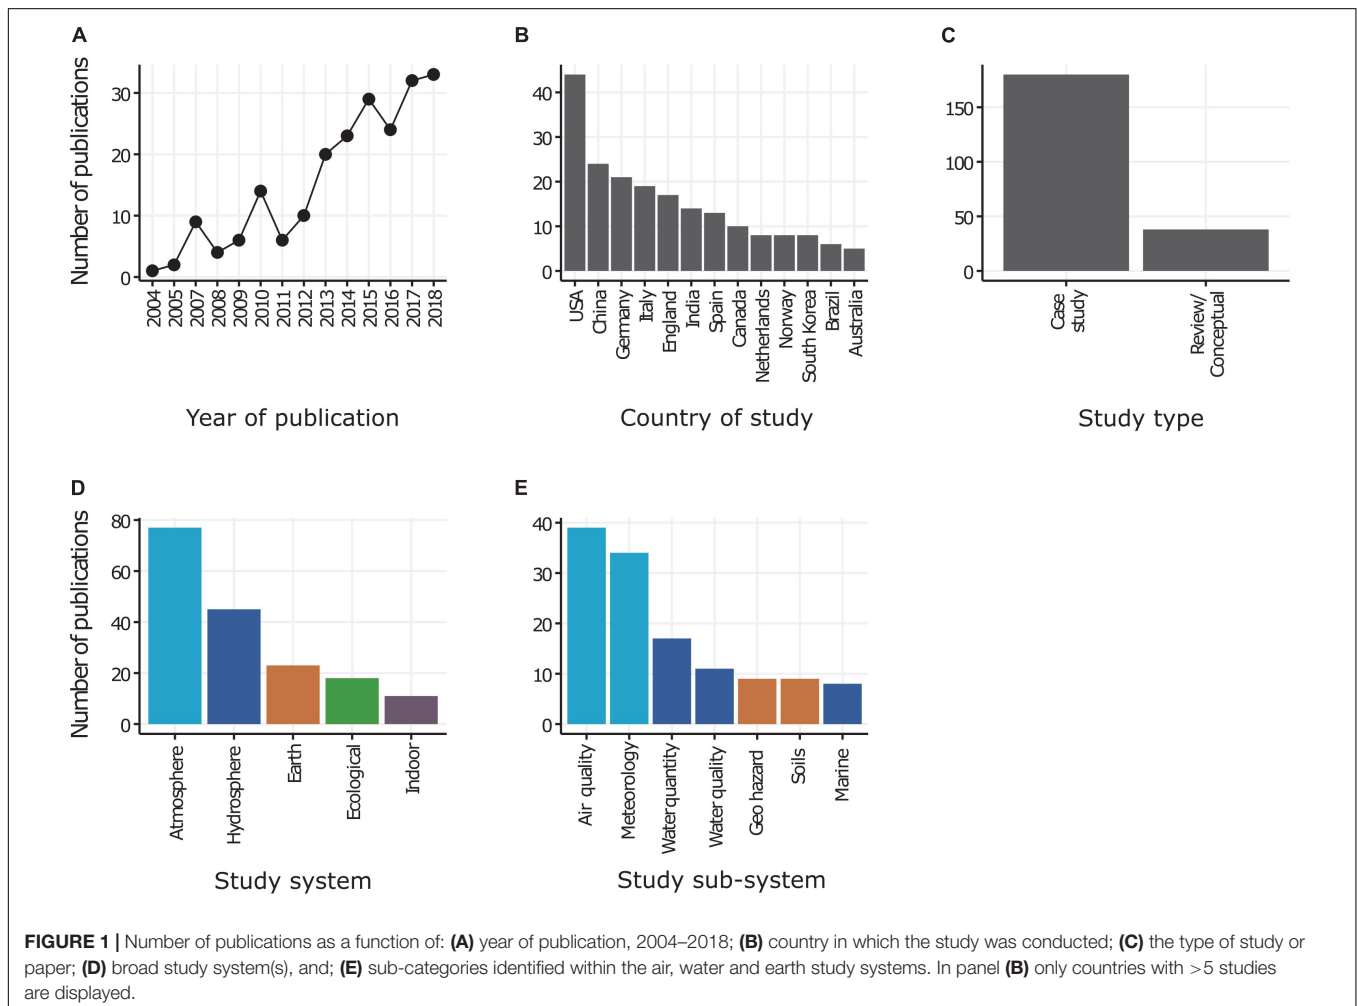 A
Number of publications
30
20
10
0
2004 2005 2007 2008 2009 2010 2011 2012 2013 2014 2015 2016 2017 2018
Year of publication
B
40
30
20
10
0
USA China Germany Italy England India Spain Canada Netherlands Norway South Korea Brazil Australia
Country of study
C
150
100
50
0
Case
study
Review/
Conceptual
Study type
D
Number of publications
80
60
40
20
0
Atmosphere Hydrosphere Earth Ecological Indoor
Study system
E
40
30
20
10
0
Air quality Meteorology Waterquantity Water quality Geo hazard Soils Marine
Study sub-system
FIGURE 1 | Number of publications as a function of: (A) year of publication, 2004–2018; (B) country in which the study was conducted; (C) the type of study or
paper; (D) broad study system(s), and; (E) sub-categories identified within the air, water and earth study systems. In panel (B) only countries with >5 studies
are displayed.